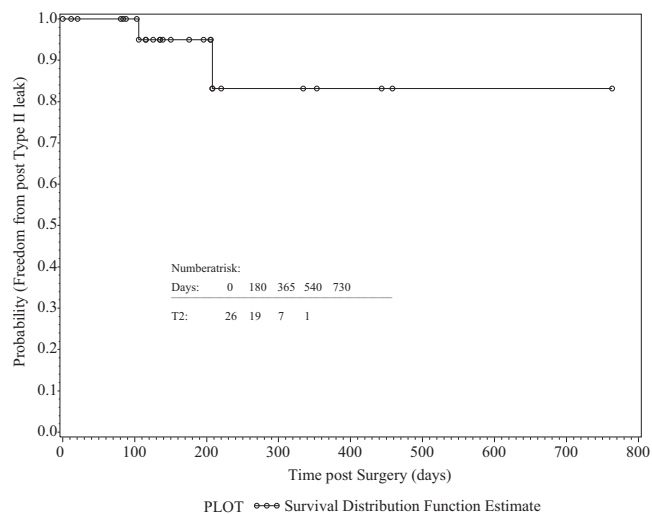 Probability (Freedom from post Type II leak)
1.0
0.9
0.8
0.7
0.6
0.5
0.4
0.3
0.2
0.1
0.0
Numberatrisk:
Days: 0 180 365 540 730
T2: 26 19 7 1
0 100 200 300 400 500 600 700 800
Time post Surgery (days)
PLOT Survival Distribution Function Estimate